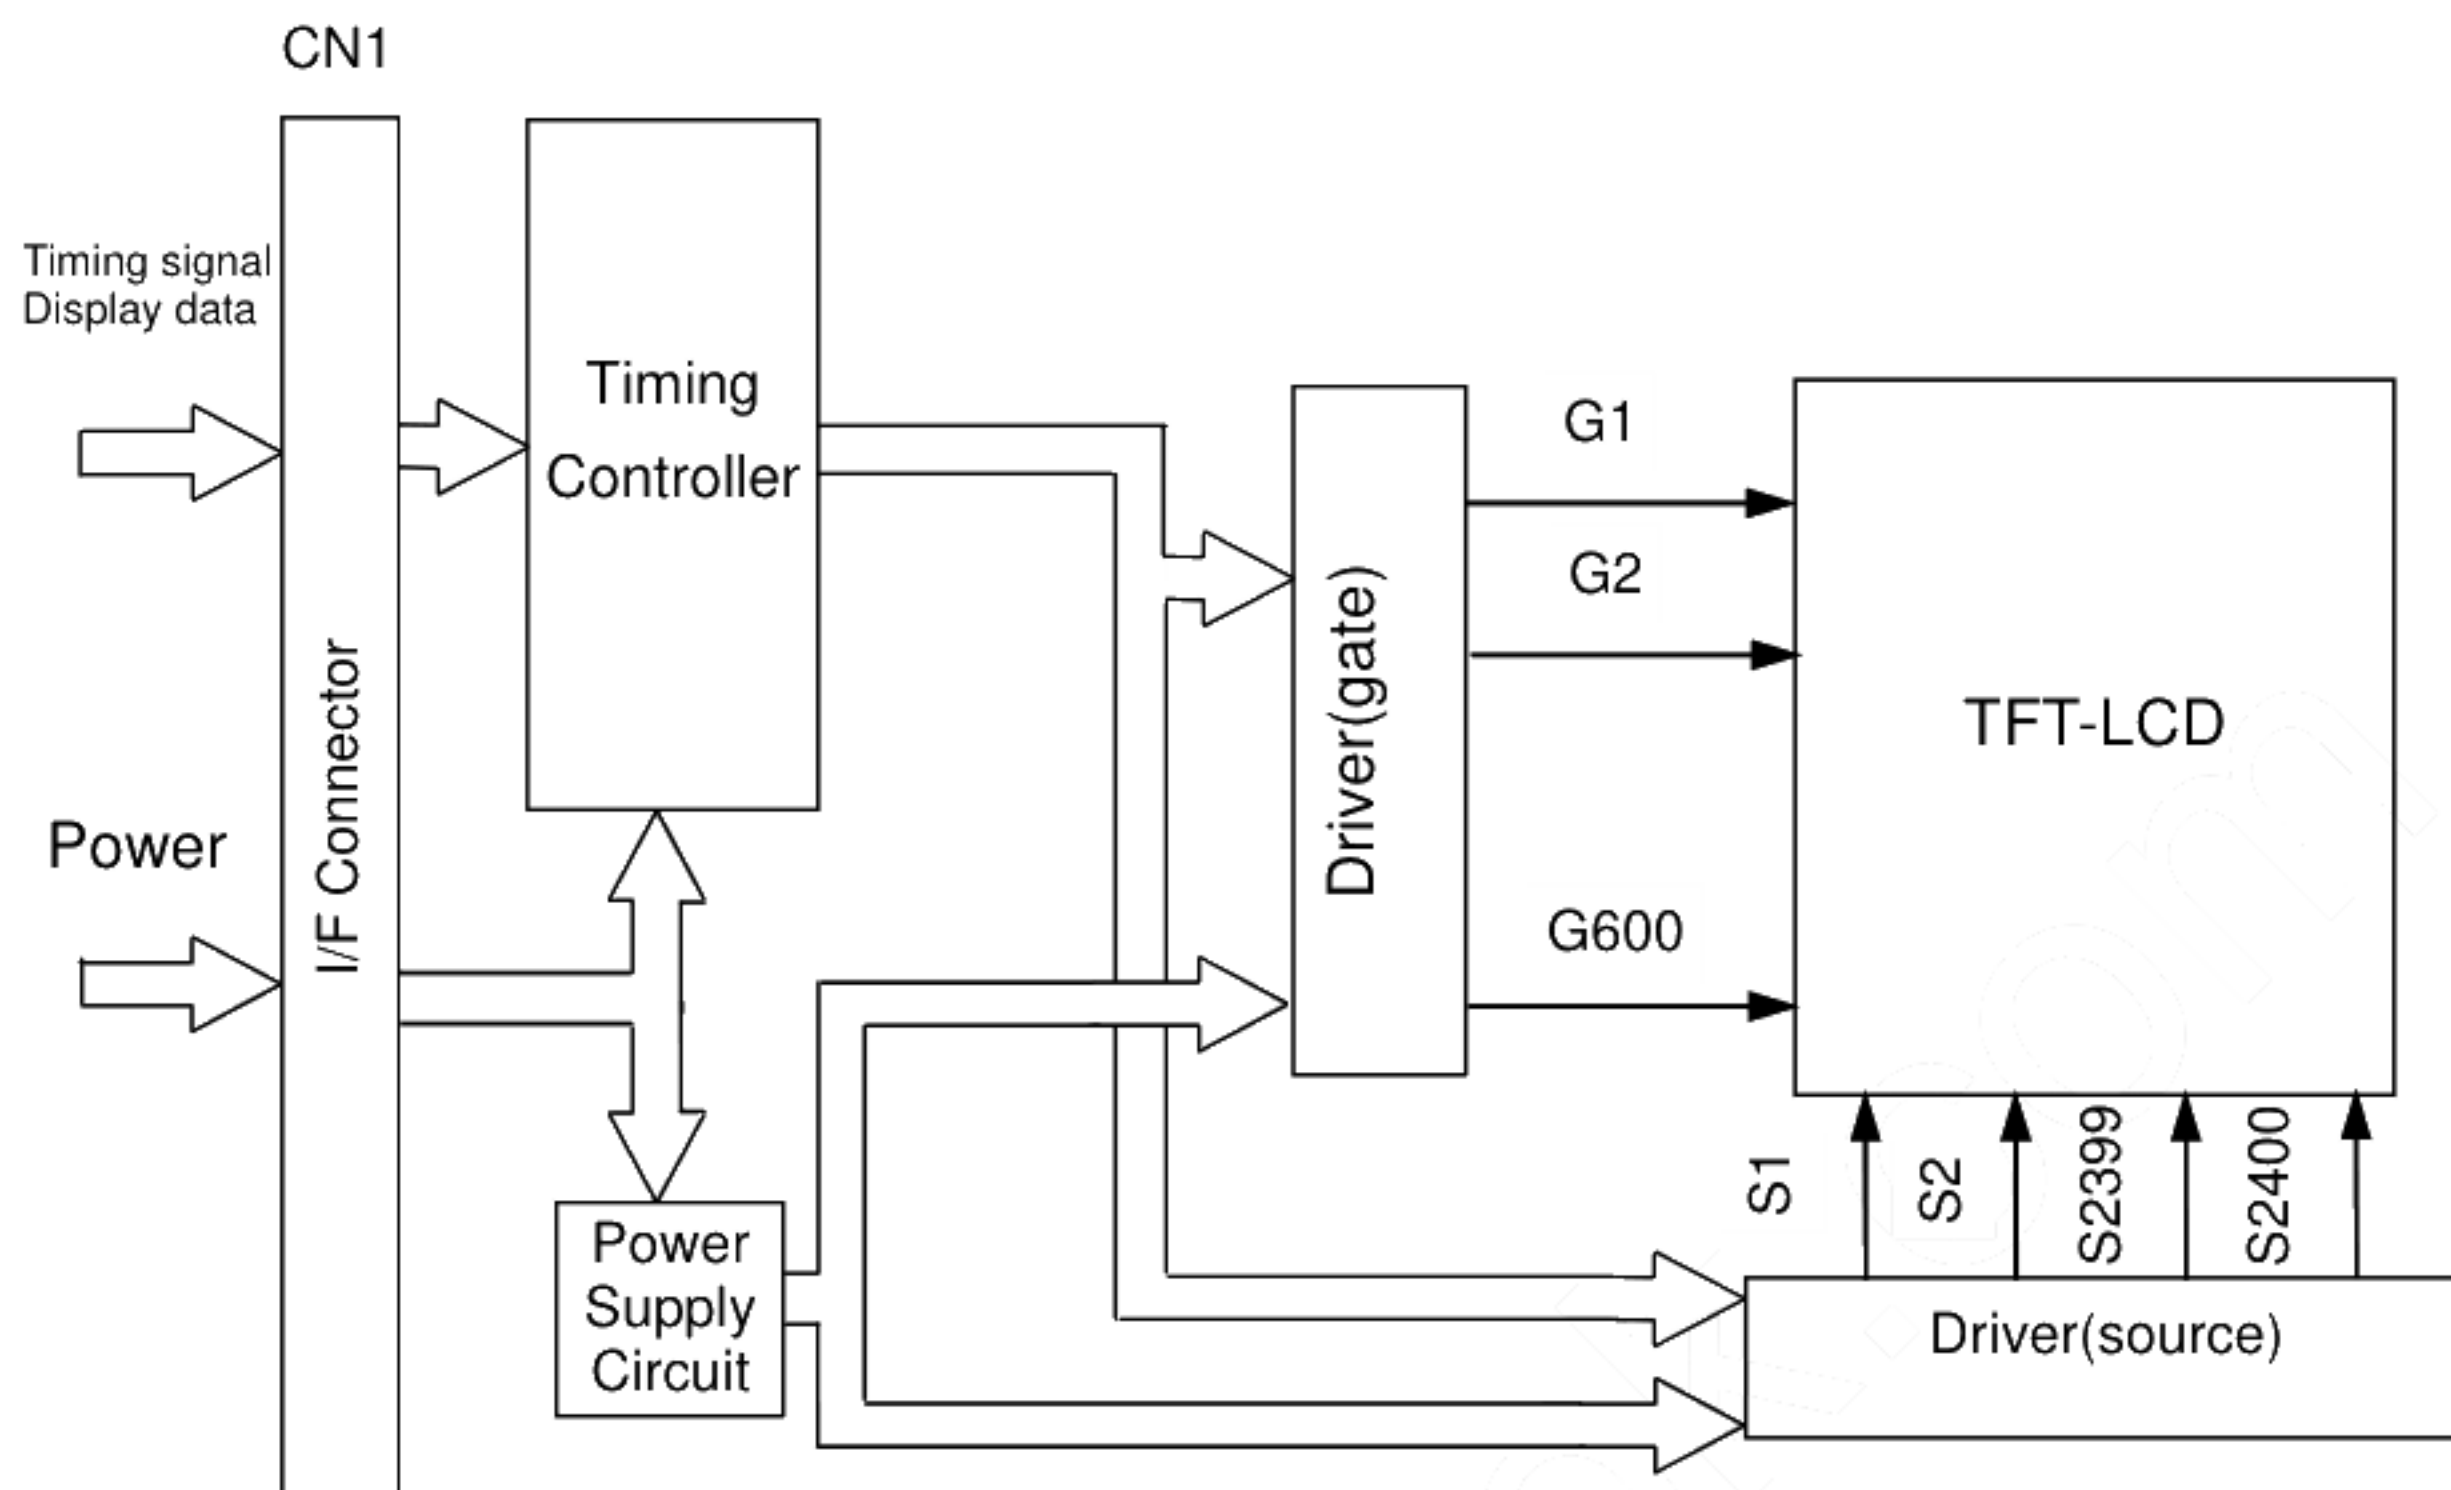 CN1
Timing signal
Display data
Power
I/F Connector
Timing
Controller
Power
Supply
Circuit
Driver(gate)
G1
G2
G600
TFT-LCD
S1
S2
S2399
S2400
Driver(source)